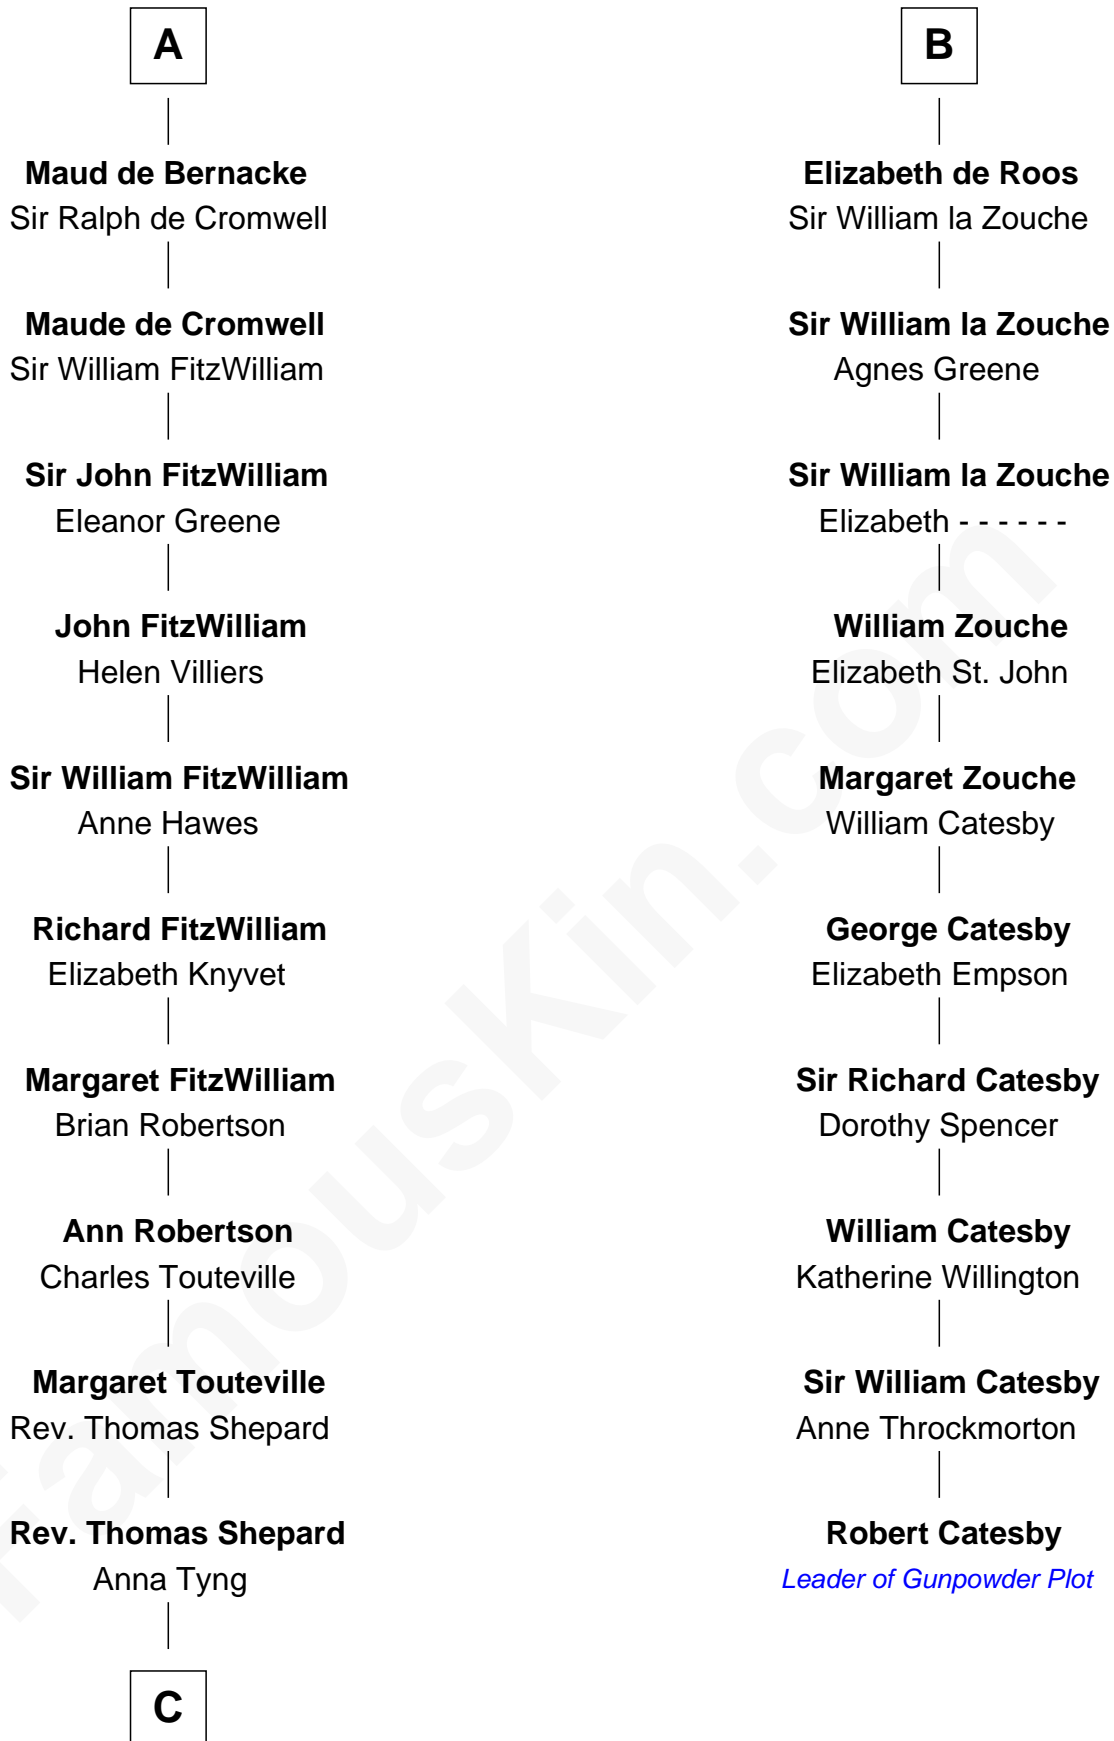 A
Maud de Bernacke
Sir Ralph de Cromwell
Maude de Cromwell
Sir William FitzWilliam
Sir John FitzWilliam
Eleanor Greene
John FitzWilliam
Helen Villiers
Sir William FitzWilliam
Anne Hawes
Richard FitzWilliam
Elizabeth Knyvet
Margaret FitzWilliam
Brian Robertson
Ann Robertson
Charles Touteville
Margaret Touteville
Rev. Thomas Shepard
Rev. Thomas Shepard
Anna Tyng
C
B
Elizabeth de Roos
Sir William la Zouche
Sir William la Zouche
Agnes Greene
Sir William la Zouche
Elizabeth - - - - - -
William Zouche
Elizabeth St. John
Margaret Zouche
William Catesby
George Catesby
Elizabeth Empson
Sir Richard Catesby
Dorothy Spencer
William Catesby
Katherine Willington
Sir William Catesby
Anne Throckmorton
Robert Catesby
Leader of Gunpowder Plot
FamousKin.com